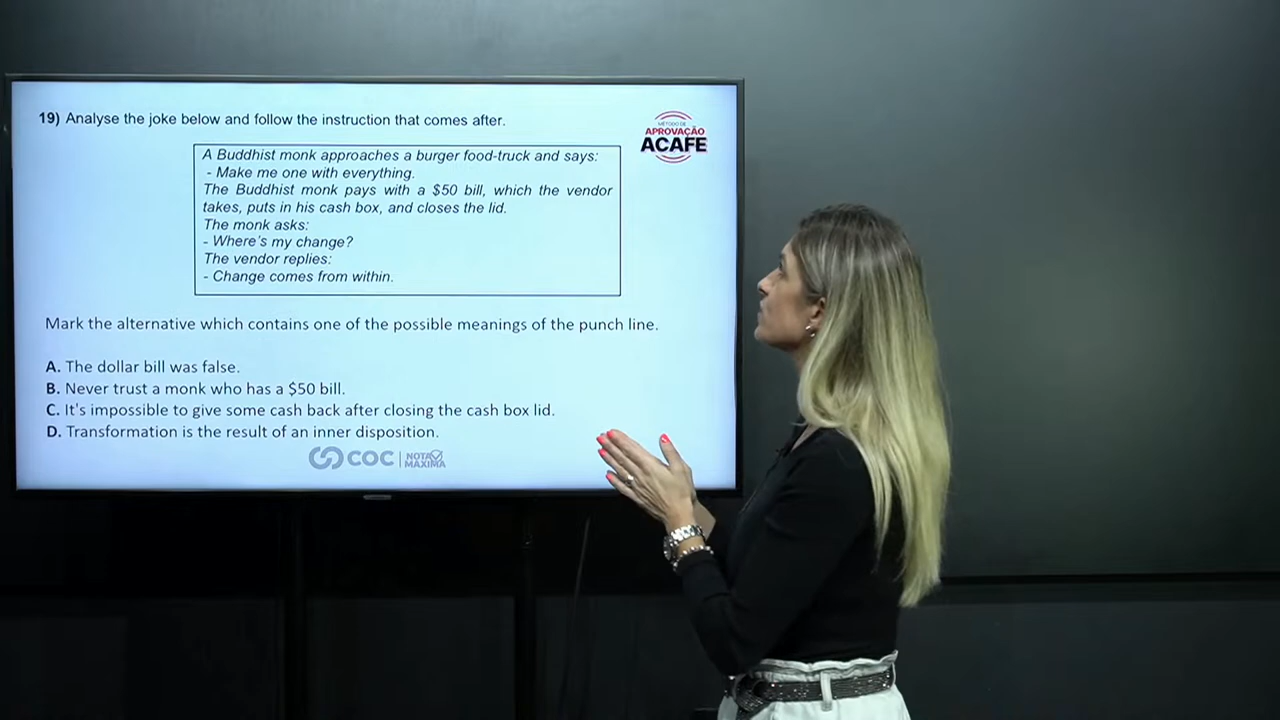 19) Analyse the joke below and follow the instruction that comes after.
MÉTODO DE
APROVAÇÃO
ACAFE
A Buddhist monk approaches a burger food-truck and says:
- Make me one with everything.
The Buddhist monk pays with a $50 bill, which the vendor
takes, puts in his cash box, and closes the lid.
The monk asks:
- Where's my change?
The vendor replies:
- Change comes from within.
Mark the alternative which contains one of the possible meanings of the punch line.
A. The dollar bill was false.
B. Never trust a monk who has a $50 bill.
C. It's impossible to give some cash back after closing the cash box lid.
D. Transformation is the result of an inner disposition.
COC | NOTA
MÁXIMA